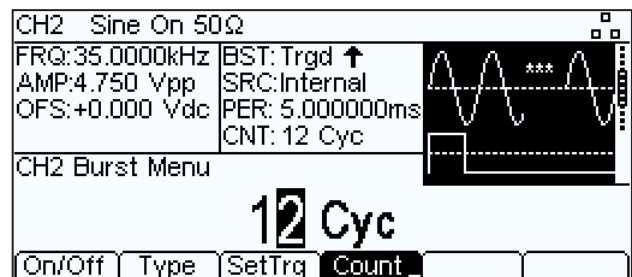 CH2 Sine On 50Ω
FRQ:35.0000kHz
AMP:4.750 Vpp
OFS:+0.000 Vdc
BST: Trgd ↑
SRC:Internal
PER: 5.000000ms
CNT: 12 Cyc
***
CH2 Burst Menu
12 Cyc
On/Off Type SetTrg Count